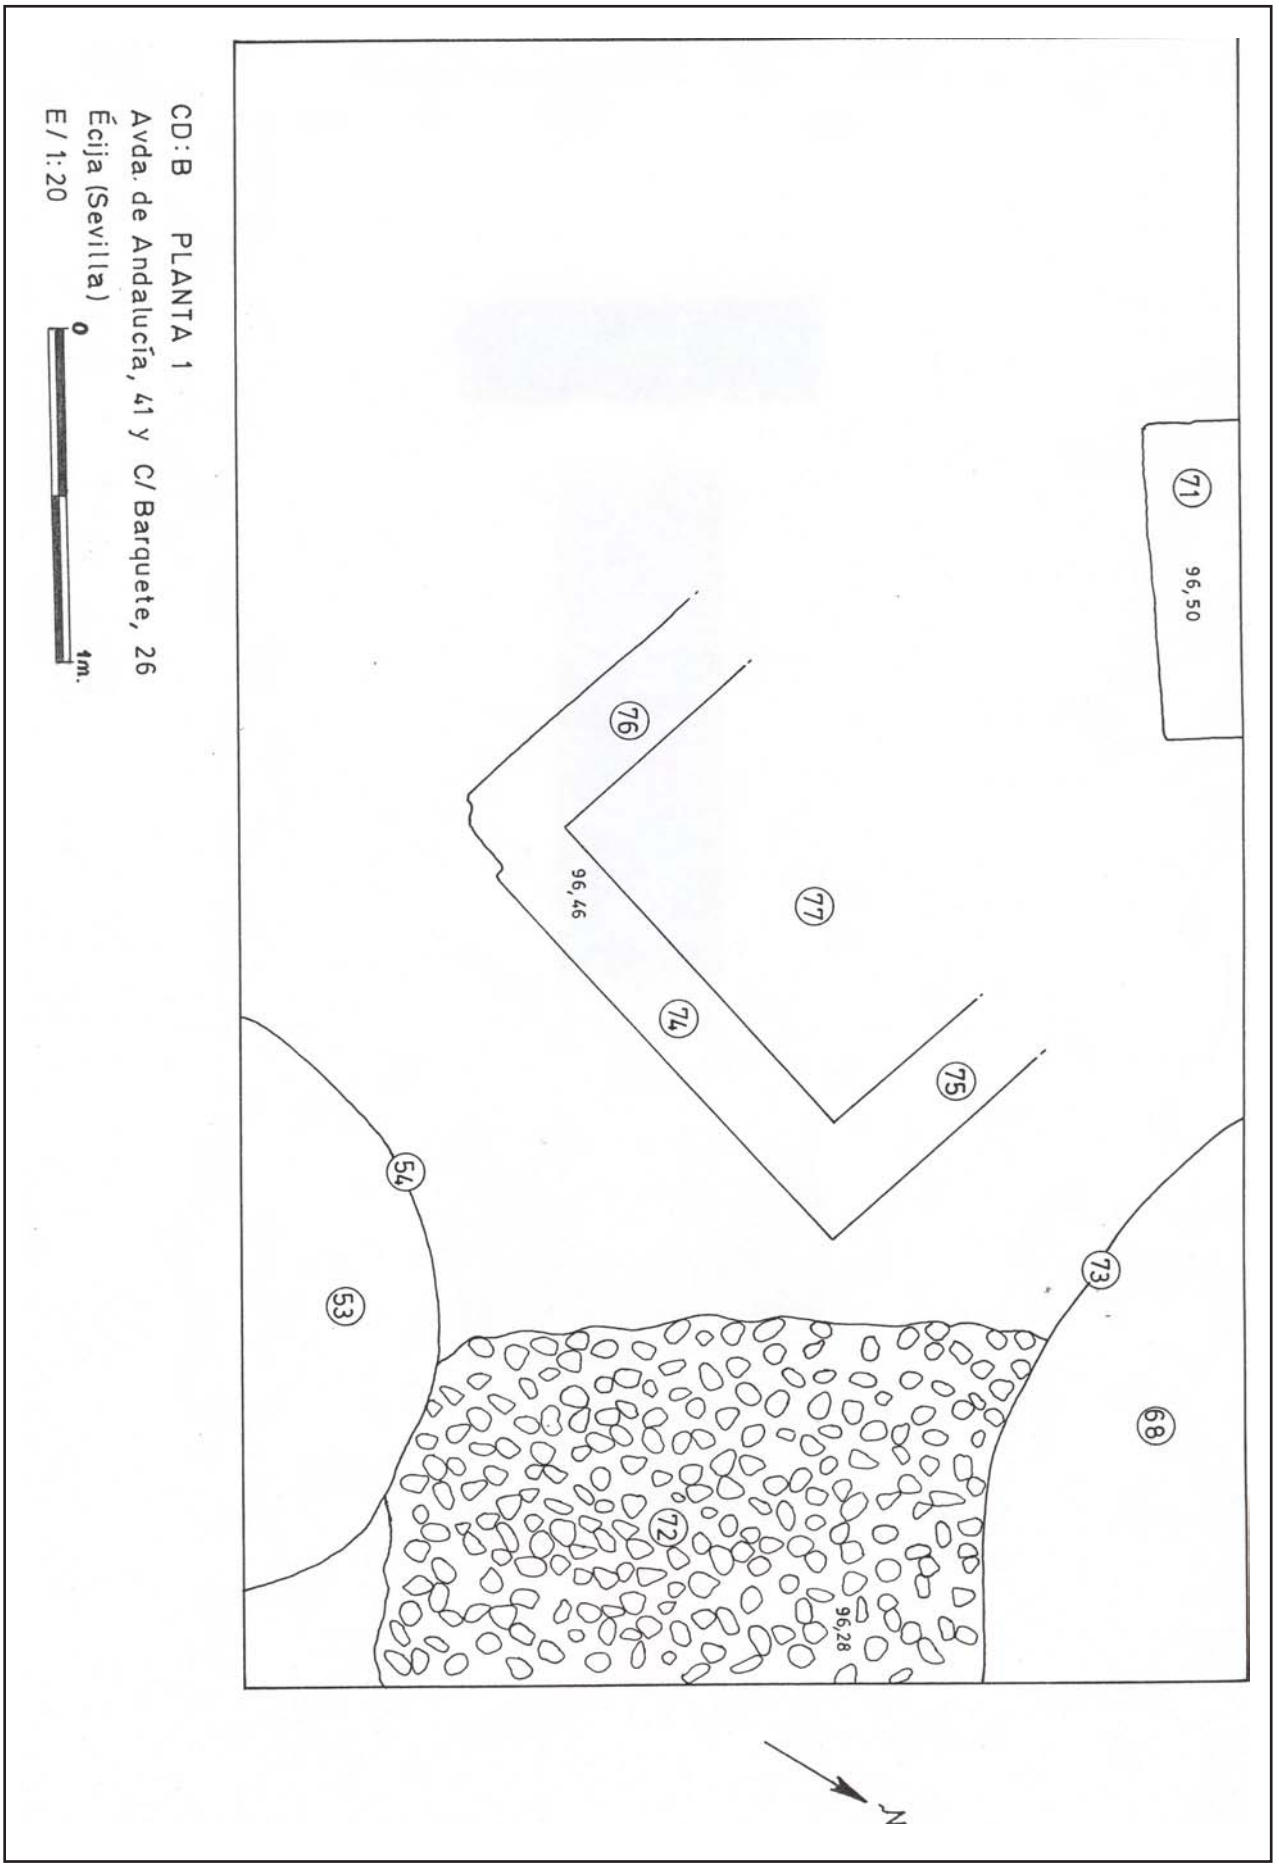 CD:B PLANTA 1
Avda. de Andalucía, 41 y C/ Barquete, 26
Écija (Sevilla)
E/ 1:20
0
1m.
71
96,50
76
77
96,46
74
75
54
73
53
68
72
96,28
N